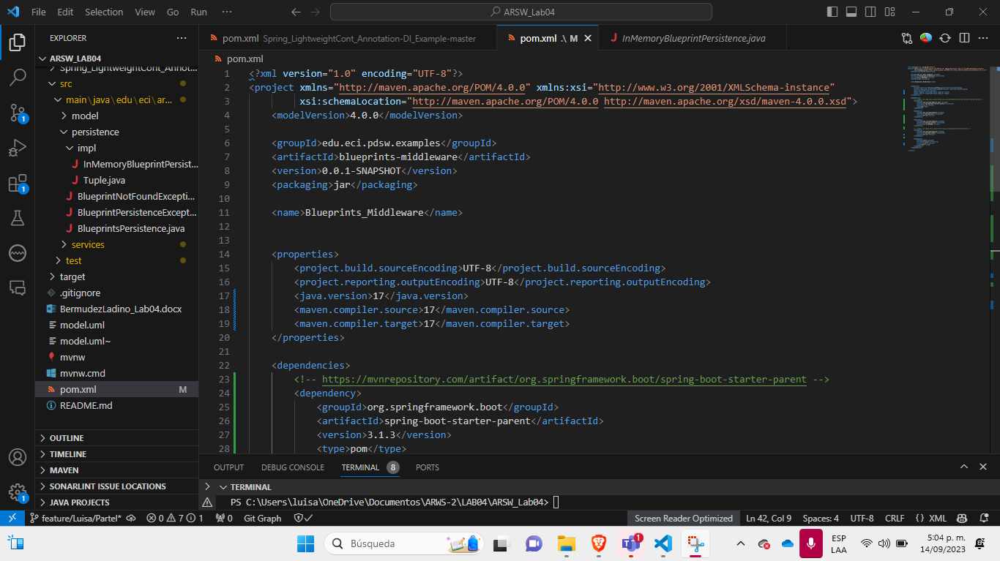 File Edit Selection View Go Run ··· ARSW_Lab04
EXPLORER ···
ARSW_LAB04
Spring_LightweightCont_Annot...
src
main\java\edu\eci\ar...
model
persistence
impl
InMemoryBlueprintPersist...
Tuple.java
BlueprintNotFoundExcepti...
BlueprintPersistenceExcept...
BlueprintsPersistence.java
services
test
target
.gitignore
BermudezLadino_Lab04.docx
model.uml
model.uml~
mvnw
mvnw.cmd
pom.xml M
README.md
OUTLINE
TIMELINE
MAVEN
SONARLINT ISSUE LOCATIONS
JAVA PROJECTS
1
1
1
pom.xml Spring_LightweightCont_Annotation-DI_Example-master pom.xml .\ M InMemoryBlueprintPersistence.java
pom.xml
1 <?xml version="1.0" encoding="UTF-8"?>
2 <project xmlns="http://maven.apache.org/POM/4.0.0" xmlns:xsi="http://www.w3.org/2001/XMLSchema-instance"
3 xsi:schemaLocation="http://maven.apache.org/POM/4.0.0 http://maven.apache.org/xsd/maven-4.0.0.xsd">
4 <modelVersion>4.0.0</modelVersion>
5
6 <groupId>edu.eci.pdsw.examples</groupId>
7 <artifactId>blueprints-middleware</artifactId>
8 <version>0.0.1-SNAPSHOT</version>
9 <packaging>jar</packaging>
10
11 <name>Blueprints_Middleware</name>
12
13
14 <properties>
15 <project.build.sourceEncoding>UTF-8</project.build.sourceEncoding>
16 <project.reporting.outputEncoding>UTF-8</project.reporting.outputEncoding>
17 <java.version>17</java.version>
18 <maven.compiler.source>17</maven.compiler.source>
19 <maven.compiler.target>17</maven.compiler.target>
20 </properties>
21
22 <dependencies>
23 <!-- https://mvnrepository.com/artifact/org.springframework.boot/spring-boot-starter-parent -->
24 <dependency>
25 <groupId>org.springframework.boot</groupId>
26 <artifactId>spring-boot-starter-parent</artifactId>
27 <version>3.1.3</version>
28 <type>pom</type>
OUTPUT DEBUG CONSOLE TERMINAL 8 PORTS
TERMINAL
PS C:\Users\luisa\OneDrive\Documentos\ARWS-2\LAB04\ARSW_Lab04>
feature/Luisa/Partel* 0 7 1 0 Git Graph Screen Reader Optimized Ln 42, Col 9 Spaces: 4 UTF-8 CRLF {} XML
Búsqueda 1 ESP LAA 5:04 p. m. 14/09/2023